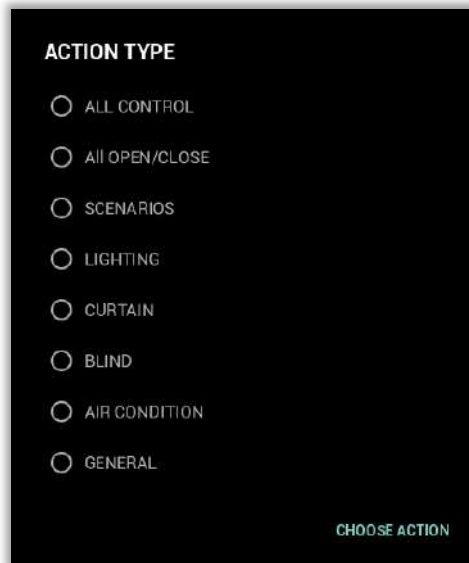 ACTION TYPE
ALL CONTROL
All OPEN/CLOSE
SCENARIOS
LIGHTING
CURTAIN
BLIND
AIR CONDITION
GENERAL
CHOOSE ACTION